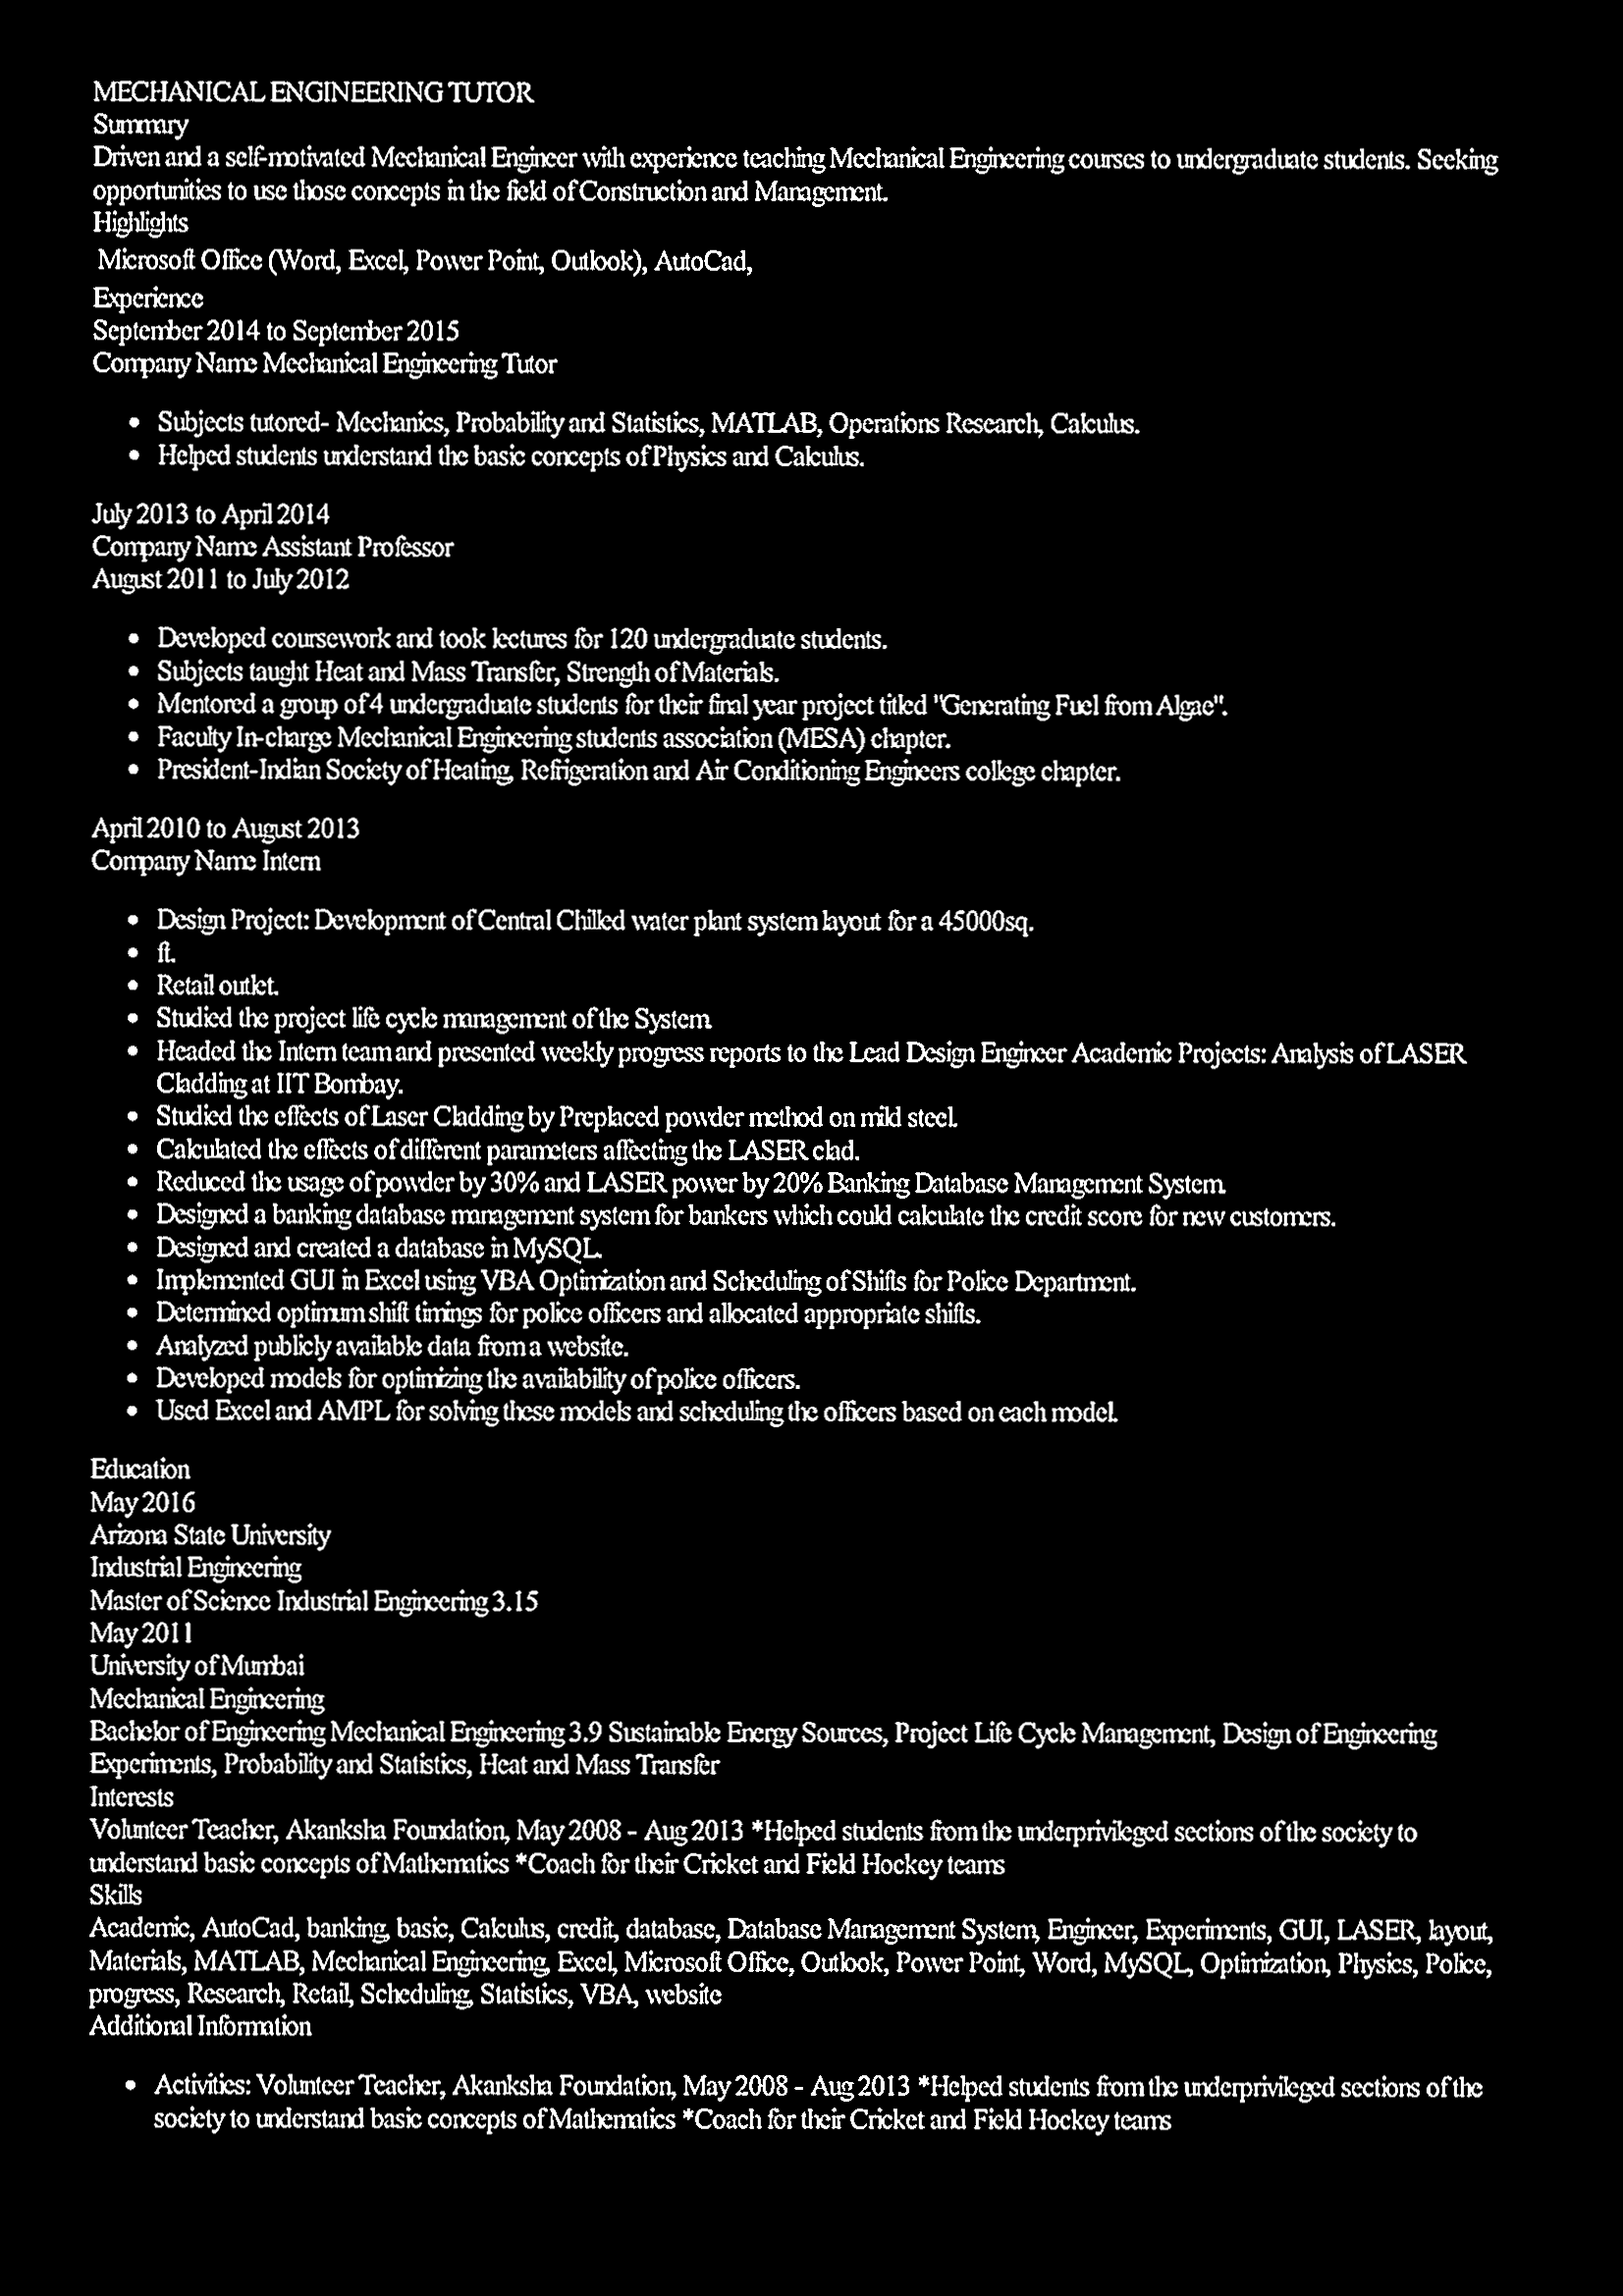 MECHANICAL ENGINEERING TUTOR
Summary
Driven and a self-motivated Mechanical Engineer with experience teaching Mechanical Engineering courses to undergraduate students. Seeking
opportunities to use those concepts in the field of Construction and Management.
Highlights
Microsoft Office (Word, Excel, Power Point, Outlook), AutoCad,
Experience
September 2014 to September 2015
Company Name Mechanical Engineering Tutor
• Subjects tutored- Mechanics, Probability and Statistics, MATLAB, Operations Research, Calculus.
• Helped students understand the basic concepts of Physics and Calculus.
July 2013 to April 2014
Company Name Assistant Professor
August 2011 to July 2012
• Developed coursework and took lectures for 120 undergraduate students.
• Subjects taught Heat and Mass Transfer, Strength of Materials.
• Mentored a group of 4 undergraduate students for their final year project titled "Generating Fuel from Algae".
• Faculty In-charge Mechanical Engineering students association (MESA) chapter.
• President-Indian Society of Heating, Refrigeration and Air Conditioning Engineers college chapter.
April 2010 to August 2013
Company Name Intern
• Design Project: Development of Central Chilled water plant system layout for a 45000sq.
• ft.
• Retail outlet.
• Studied the project life cycle management of the System.
• Headed the Intern team and presented weekly progress reports to the Lead Design Engineer Academic Projects: Analysis of LASER
Cladding at IIT Bombay.
• Studied the effects of Laser Cladding by Preplaced powder method on mild steel.
• Calculated the effects of different parameters affecting the LASER clad.
• Reduced the usage of powder by 30% and LASER power by 20% Banking Database Management System.
• Designed a banking database management system for bankers which could calculate the credit score for new customers.
• Designed and created a database in MySQL.
• Implemented GUI in Excel using VBA Optimization and Scheduling of Shifts for Police Department.
• Determined optimum shift timings for police officers and allocated appropriate shifts.
• Analyzed publicly available data from a website.
• Developed models for optimizing the availability of police officers.
• Used Excel and AMPL for solving these models and scheduling the officers based on each model.
Education
May 2016
Arizona State University
Industrial Engineering
Master of Science Industrial Engineering 3.15
May 2011
University of Mumbai
Mechanical Engineering
Bachelor of Engineering Mechanical Engineering 3.9 Sustainable Energy Sources, Project Life Cycle Management, Design of Engineering
Experiments, Probability and Statistics, Heat and Mass Transfer
Interests
Volunteer Teacher, Akanksha Foundation, May 2008 - Aug 2013 *Helped students from the underprivileged sections of the society to
understand basic concepts of Mathematics *Coach for their Cricket and Field Hockey teams
Skills
Academic, AutoCad, banking, basic, Calculus, credit, database, Database Management System, Engineer, Experiments, GUI, LASER, layout,
Materials, MATLAB, Mechanical Engineering, Excel, Microsoft Office, Outlook, Power Point, Word, MySQL, Optimization, Physics, Police,
progress, Research, Retail, Scheduling, Statistics, VBA, website
Additional Information
• Activities: Volunteer Teacher, Akanksha Foundation, May 2008 - Aug 2013 *Helped students from the underprivileged sections of the
society to understand basic concepts of Mathematics *Coach for their Cricket and Field Hockey teams